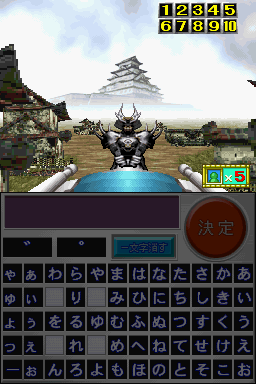 1 2 3 4 5
6 7 8 9 10
×5
決定
゛ ゜ 一文字消す
ゃ ぁ わ ら や ま は な た さ か あ
ゅ ぃ り み ひ に ち し き い
ょ ぅ を る ゆ む ふ ぬ つ す く う
っ ぇ れ め へ ね て せ け え
ー ぉ ん ろ よ も ほ の と そ こ お